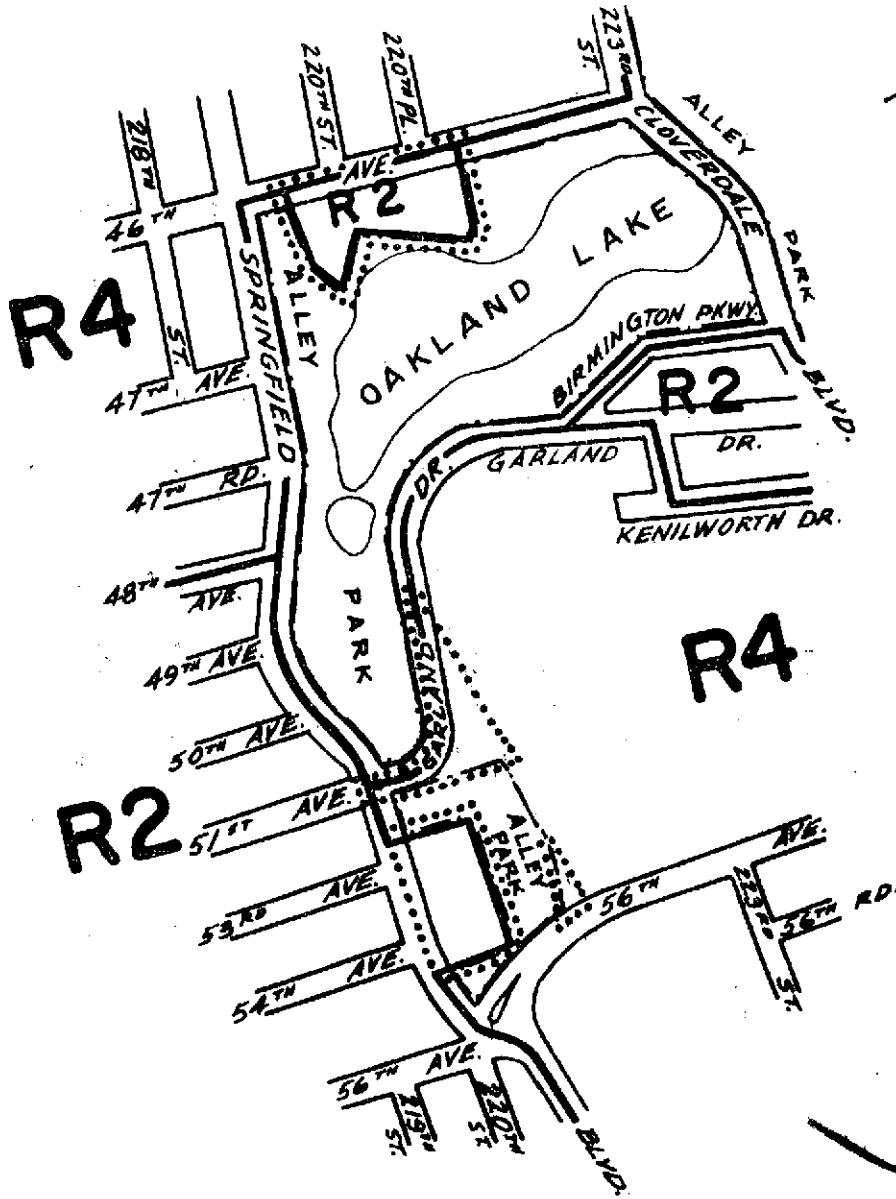 223RD ST.
220TH ST.
220TH PL.
218TH ST.
ALLEY
CLOVERDALE BLVD.
PARK
46TH AVE.
R2
R4
SPRINGFIELD BLVD.
ALLEY
OAKLAND LAKE
BIRMINGTON PKWY.
R2
47TH AVE.
GARLAND DR.
47TH RD.
KENILWORTH DR.
48TH AVE.
PARK
GARLAND DR.
49TH AVE.
R4
50TH AVE.
R2
51ST AVE.
ALLEY
PARK
56TH AVE.
53RD AVE.
223RD ST.
56TH RD.
54TH AVE.
56TH AVE.
219TH ST.
220TH ST